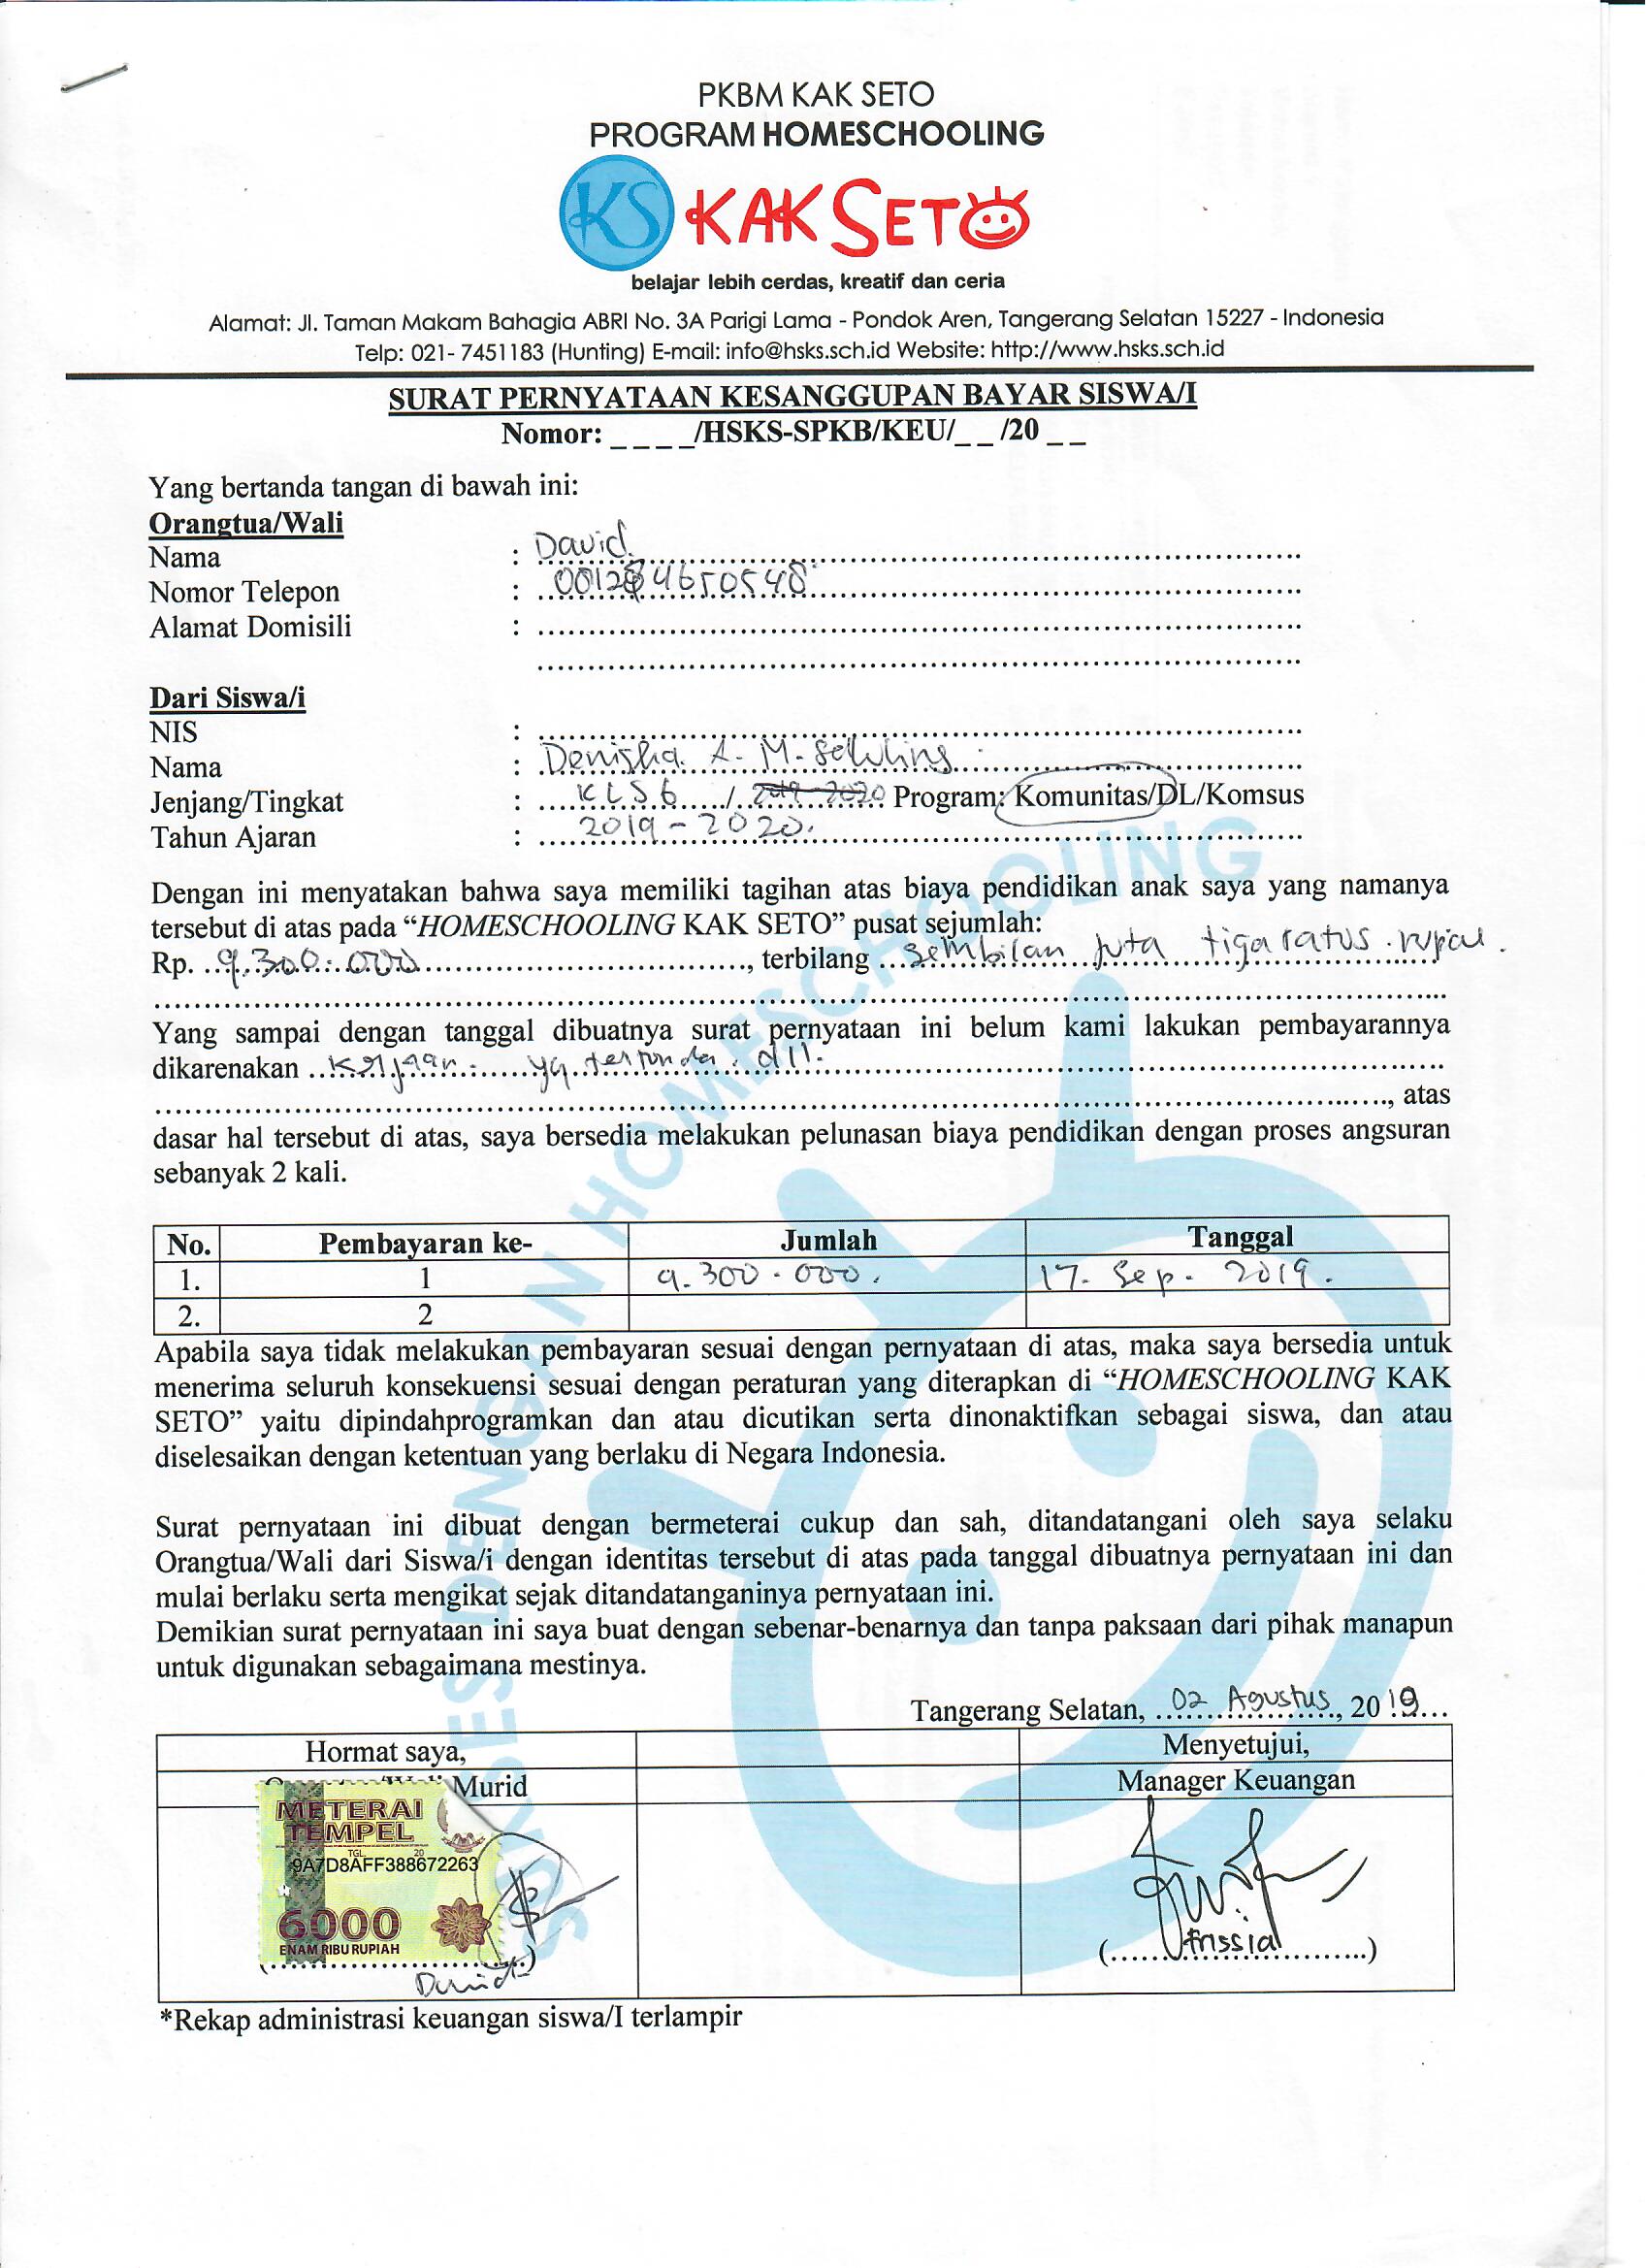 PKBM KAK SETO
PROGRAM HOMESCHOOLING
KS KAK SETO
belajar lebih cerdas, kreatif dan ceria
Alamat: Jl. Taman Makam Bahagia ABRI No. 3A Parigi Lama - Pondok Aren, Tangerang Selatan 15227 - Indonesia
Telp: 021- 7451183 (Hunting) E-mail: info@hsks.sch.id Website: http://www.hsks.sch.id
SURAT PERNYATAAN KESANGGUPAN BAYAR SISWA/I
Nomor: _ _ _ _/HSKS-SPKB/KEU/_ _ /20 _ _
Yang bertanda tangan di bawah ini:
Orangtua/Wali
Nama : David
Nomor Telepon :
Alamat Domisili :
Dari Siswa/i
NIS :
Nama : Denisha A. M.
Jenjang/Tingkat : KLS 6 / 2019-2020 Program: Komunitas/DL/Komsus
Tahun Ajaran : 2019-2020.
Dengan ini menyatakan bahwa saya memiliki tagihan atas biaya pendidikan anak saya yang namanya
tersebut di atas pada “HOMESCHOOLING KAK SETO” pusat sejumlah:
Rp. 9.300.000, terbilang Sembilan juta tiga ratus
Yang sampai dengan tanggal dibuatnya surat pernyataan ini belum kami lakukan pembayarannya
dikarenakan Kerjaan yg tertunda. dll.
, atas
dasar hal tersebut di atas, saya bersedia melakukan pelunasan biaya pendidikan dengan proses angsuran
sebanyak 2 kali.
No. Pembayaran ke- Jumlah Tanggal
1. 1 9.300.000. 17. Sep. 2019.
2. 2
Apabila saya tidak melakukan pembayaran sesuai dengan pernyataan di atas, maka saya bersedia untuk
menerima seluruh konsekuensi sesuai dengan peraturan yang diterapkan di “HOMESCHOOLING KAK
SETO” yaitu dipindahprogramkan dan atau dicutikan serta dinonaktifkan sebagai siswa, dan atau
diselesaikan dengan ketentuan yang berlaku di Negara Indonesia.
Surat pernyataan ini dibuat dengan bermeterai cukup dan sah, ditandatangani oleh saya selaku
Orangtua/Wali dari Siswa/i dengan identitas tersebut di atas pada tanggal dibuatnya pernyataan ini dan
mulai berlaku serta mengikat sejak ditandatanganinya pernyataan ini.
Demikian surat pernyataan ini saya buat dengan sebenar-benarnya dan tanpa paksaan dari pihak manapun
untuk digunakan sebagaimana mestinya.
Tangerang Selatan, 02 Agustus, 2019
Hormat saya, Menyetujui,
Murid Manager Keuangan
METERAI
TEMPEL
TGL. 20
9A7D8AFF388672263
6000
ENAM RIBU RUPIAH
(....................) (frissia)
David
*Rekap administrasi keuangan siswa/I terlampir
SUKSES DENGAN HOMESCHOOLING